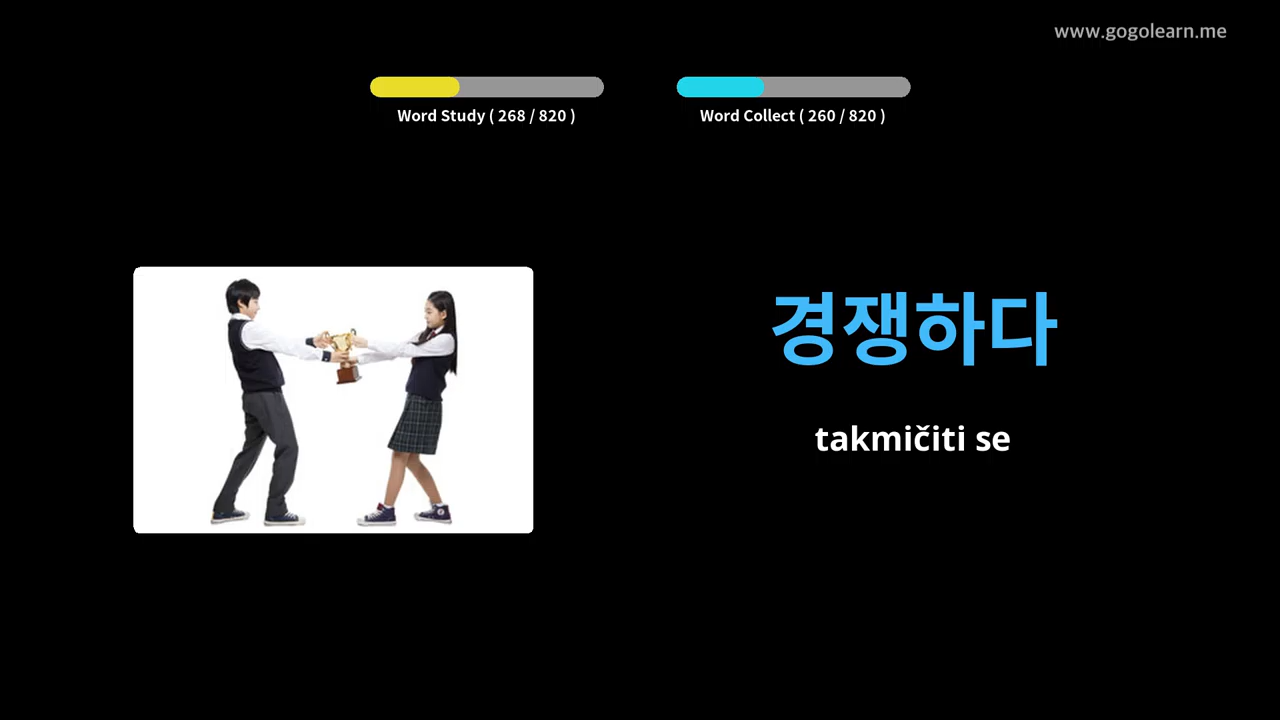 www.gogolearn.me
Word Study ( 268 / 820 )
Word Collect ( 260 / 820 )
경쟁하다
takmičiti se